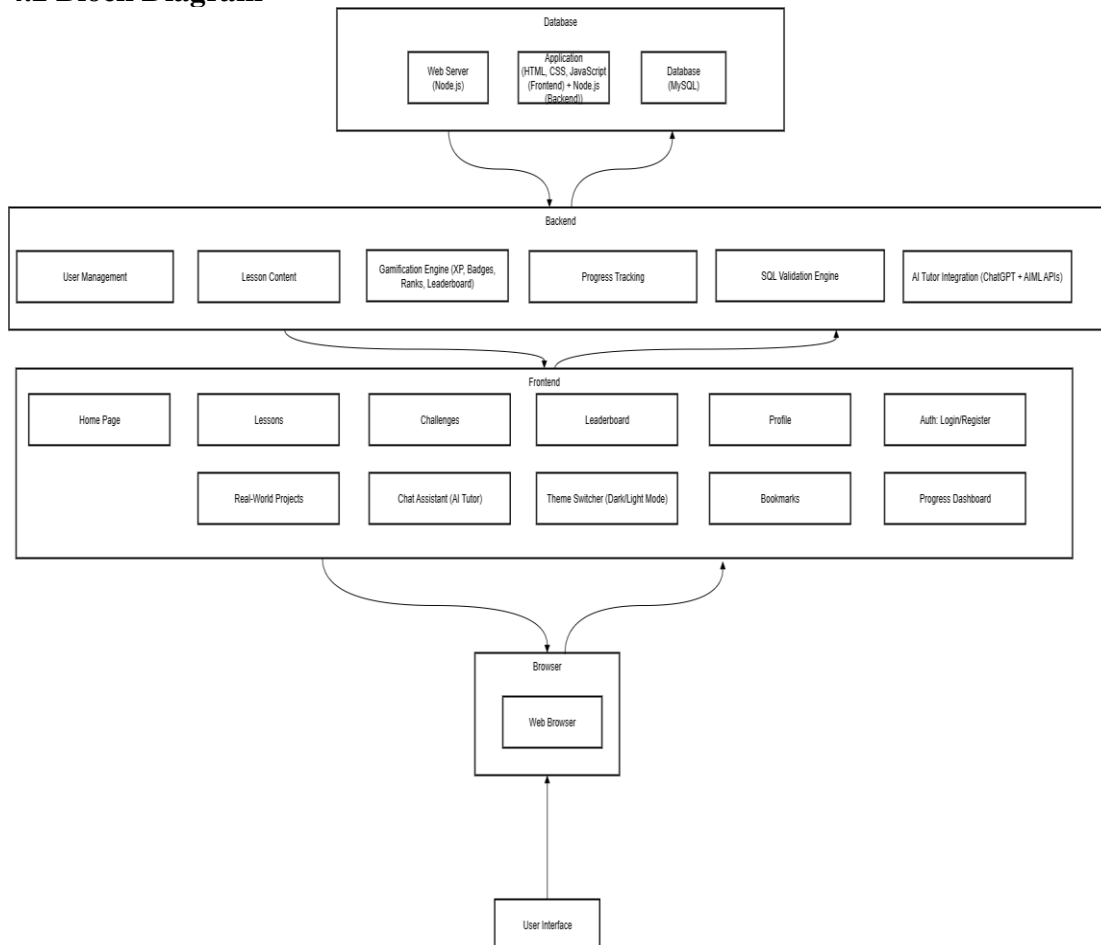 4.2 Block Diagram
Database
Web Server
(Node.js)
Application
(HTML, CSS, JavaScript
(Frontend) + Node.js
(Backend))
Database
(MySQL)
Backend
User Management
Lesson Content
Gamification Engine (XP, Badges,
Ranks, Leaderboard)
Progress Tracking
SQL Validation Engine
AI Tutor Integration (ChatGPT + AIML APIs)
Frontend
Home Page
Lessons
Challenges
Leaderboard
Profile
Auth: Login/Register
Real-World Projects
Chat Assistant (AI Tutor)
Theme Switcher (Dark/Light Mode)
Bookmarks
Progress Dashboard
Browser
Web Browser
User Interface